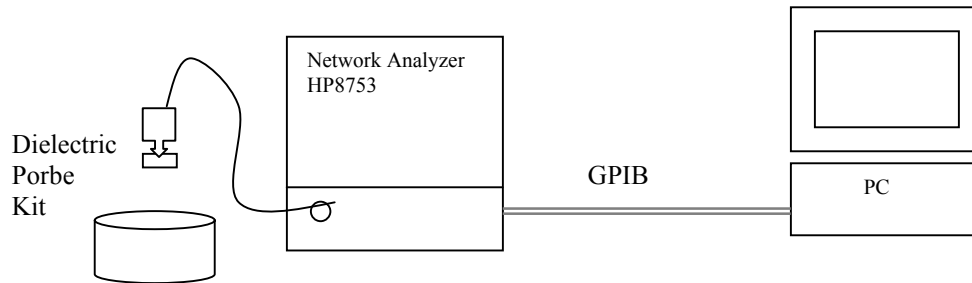 Network Analyzer
HP8753
Dielectric
Porbe
Kit
GPIB
PC